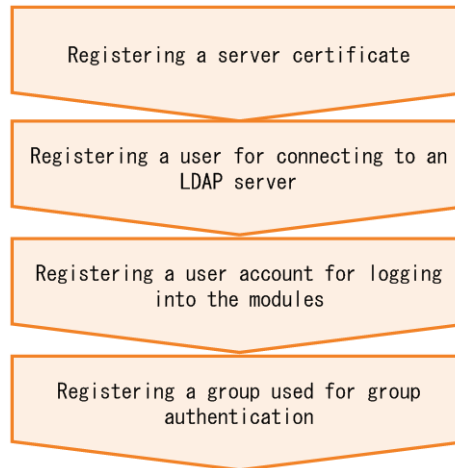 Registering a server certificate
Registering a user for connecting to an
LDAP server
Registering a user account for logging
into the modules
Registering a group used for group
authentication